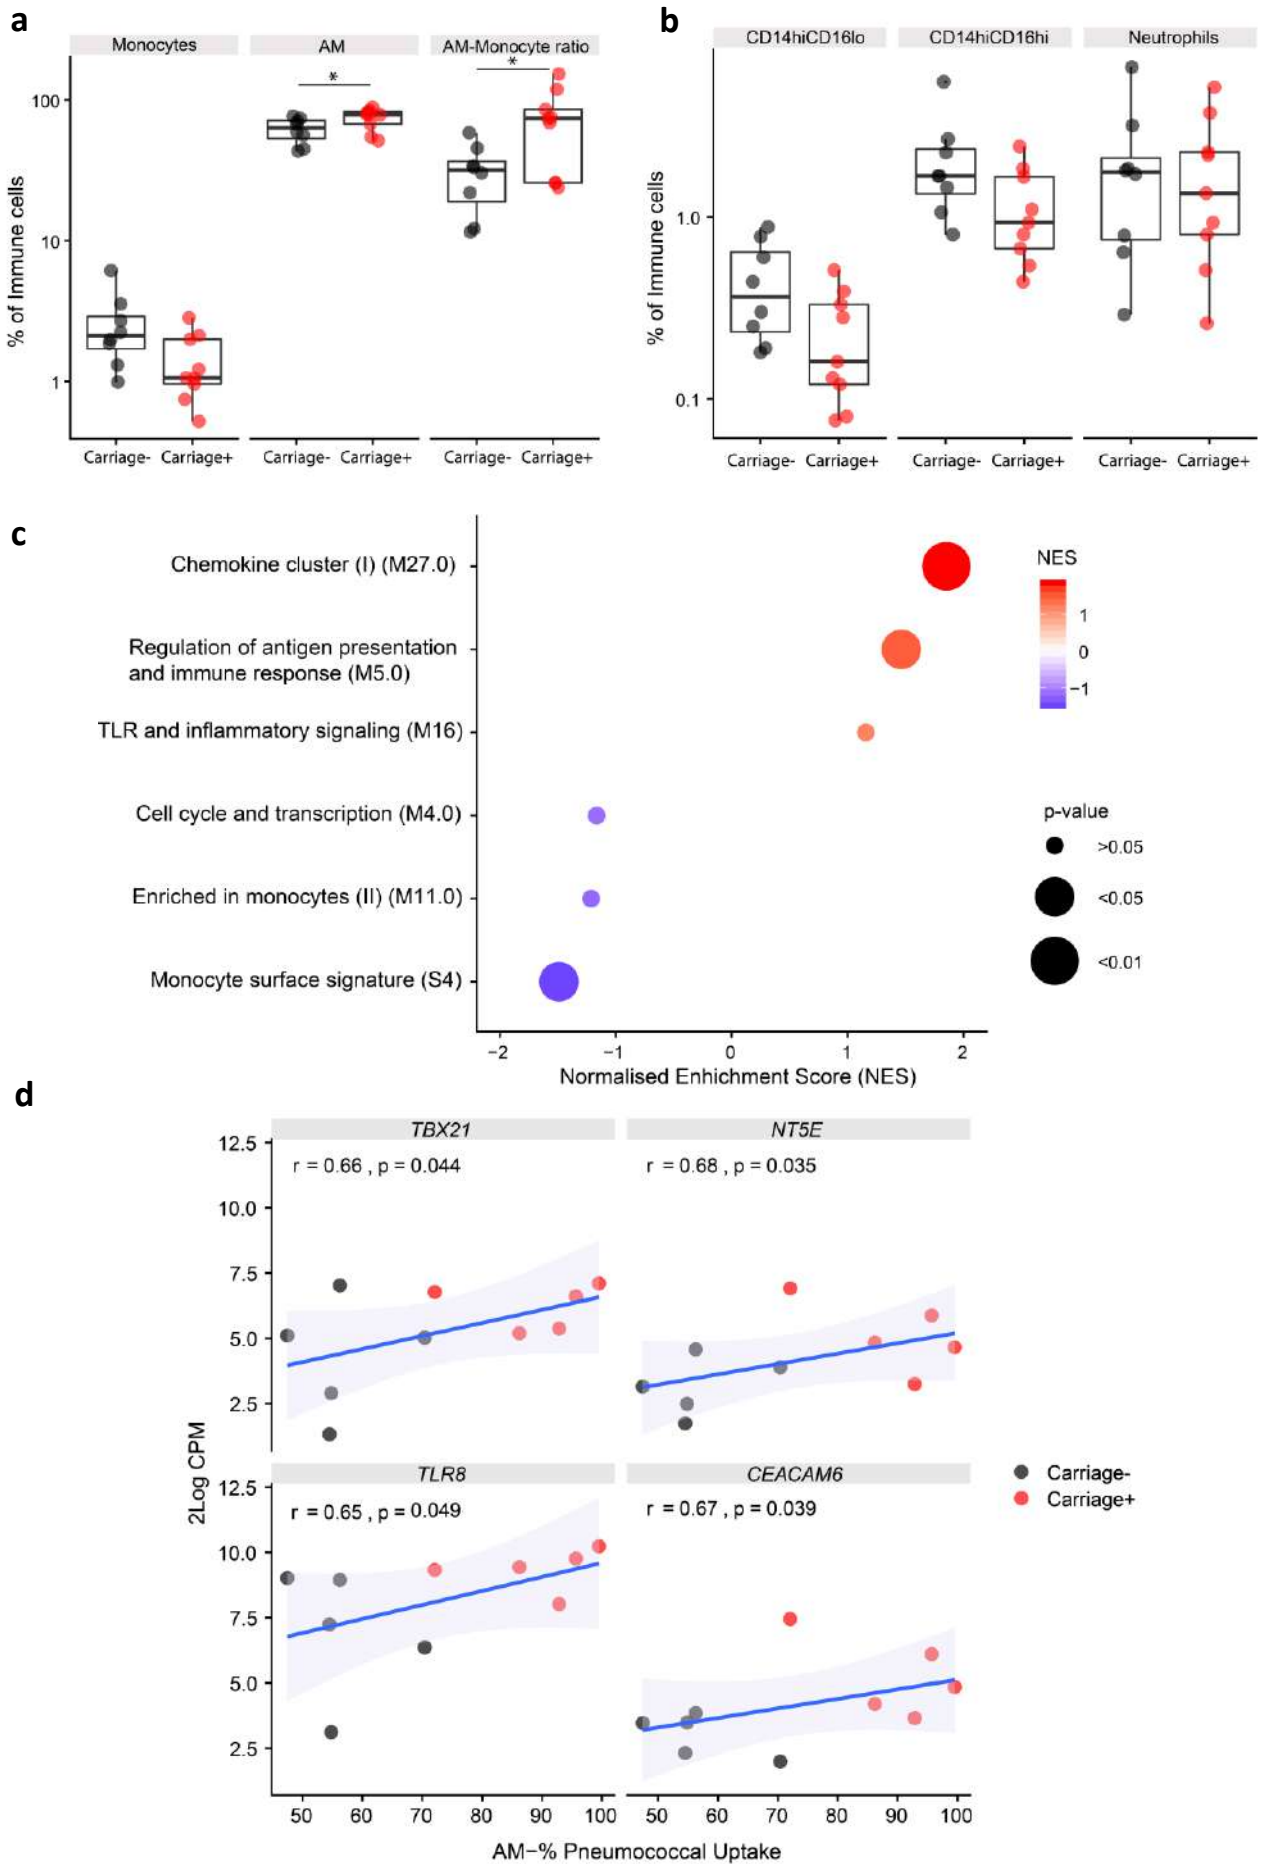 a
Monocytes AM AM-Monocyte ratio
* *
% of Immune cells
100
10
1
Carriage- Carriage+ Carriage- Carriage+ Carriage- Carriage+
b
CD14hiCD16lo CD14hiCD16hi Neutrophils
% of Immune cells
1.0
0.1
Carriage- Carriage+ Carriage- Carriage+ Carriage- Carriage+
c
Chemokine cluster (I) (M27.0)
Regulation of antigen presentation
and immune response (M5.0)
TLR and inflammatory signaling (M16)
Cell cycle and transcription (M4.0)
Enriched in monocytes (II) (M11.0)
Monocyte surface signature (S4)
−2 −1 0 1 2
Normalised Enhichment Score (NES)
NES
1
0
−1
p-value
>0.05
<0.05
<0.01
d
TBX21 NT5E
12.5
r = 0.66 , p = 0.044 r = 0.68 , p = 0.035
10.0
7.5
5.0
2.5
2Log CPM
TLR8 CEACAM6
12.5
r = 0.65 , p = 0.049 r = 0.67 , p = 0.039
10.0
7.5
5.0
2.5
50 60 70 80 90 100 50 60 70 80 90 100
AM−% Pneumococcal Uptake
Carriage-
Carriage+